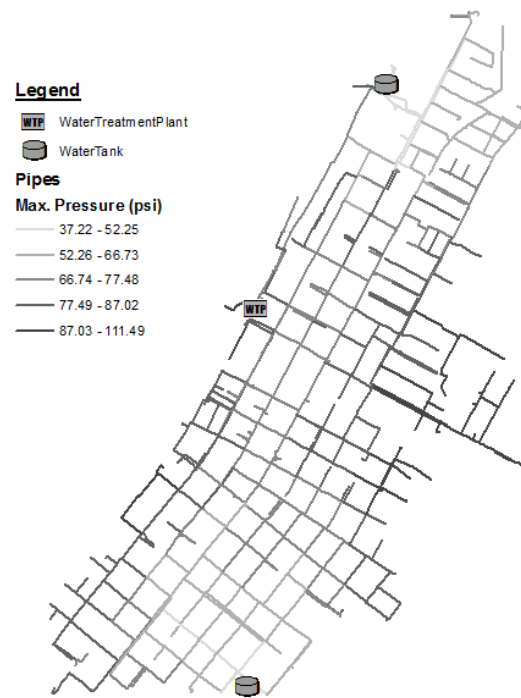 Legend
WTP WaterTreatmentPlant
WaterTank
Pipes
Max. Pressure (psi)
37.22 - 52.25
52.26 - 66.73
66.74 - 77.48
77.49 - 87.02
87.03 - 111.49
WTP